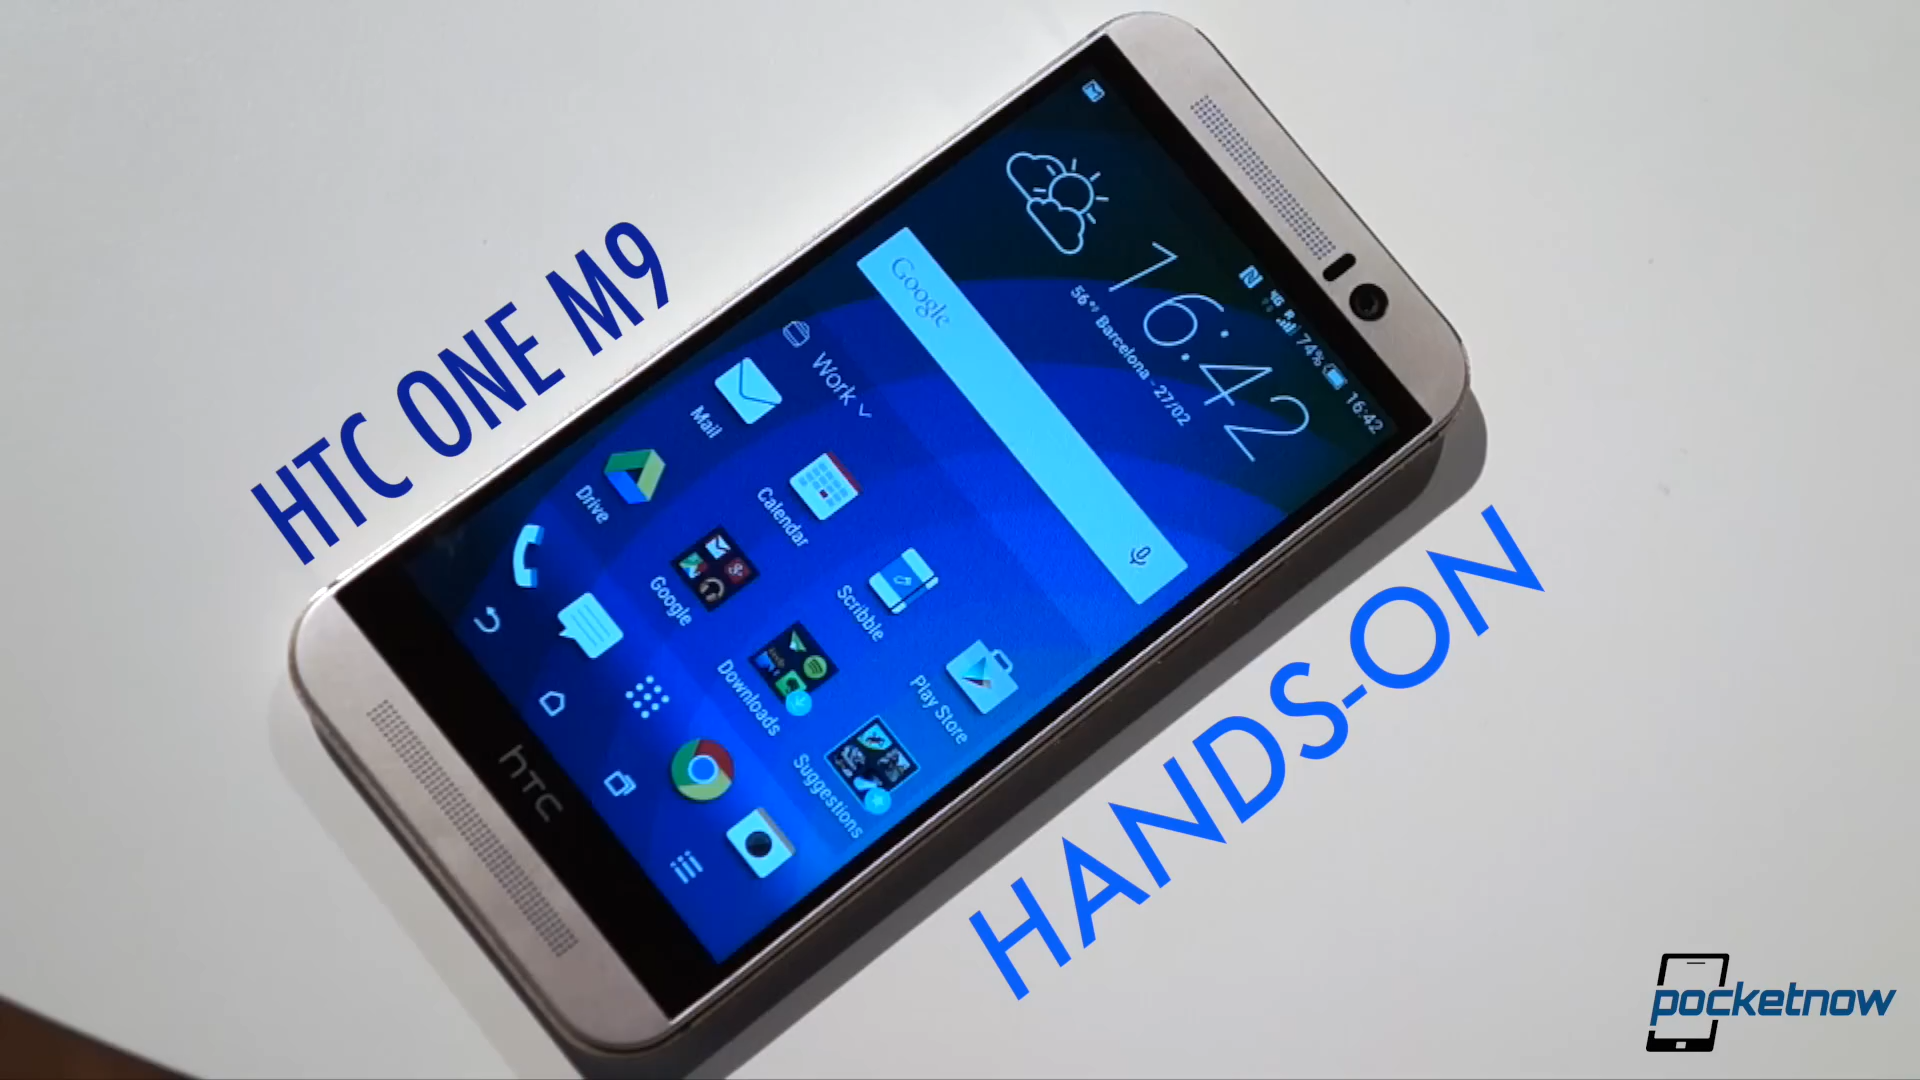 HTC ONE M9
HANDS-ON
4G
R
74%
16:42
16:42
56°F Barcelona - 27/02
Google
Work
Mail
Drive
Calendar
Google
Scribble
Downloads
Play Store
Suggestions
hTC
pocketnow